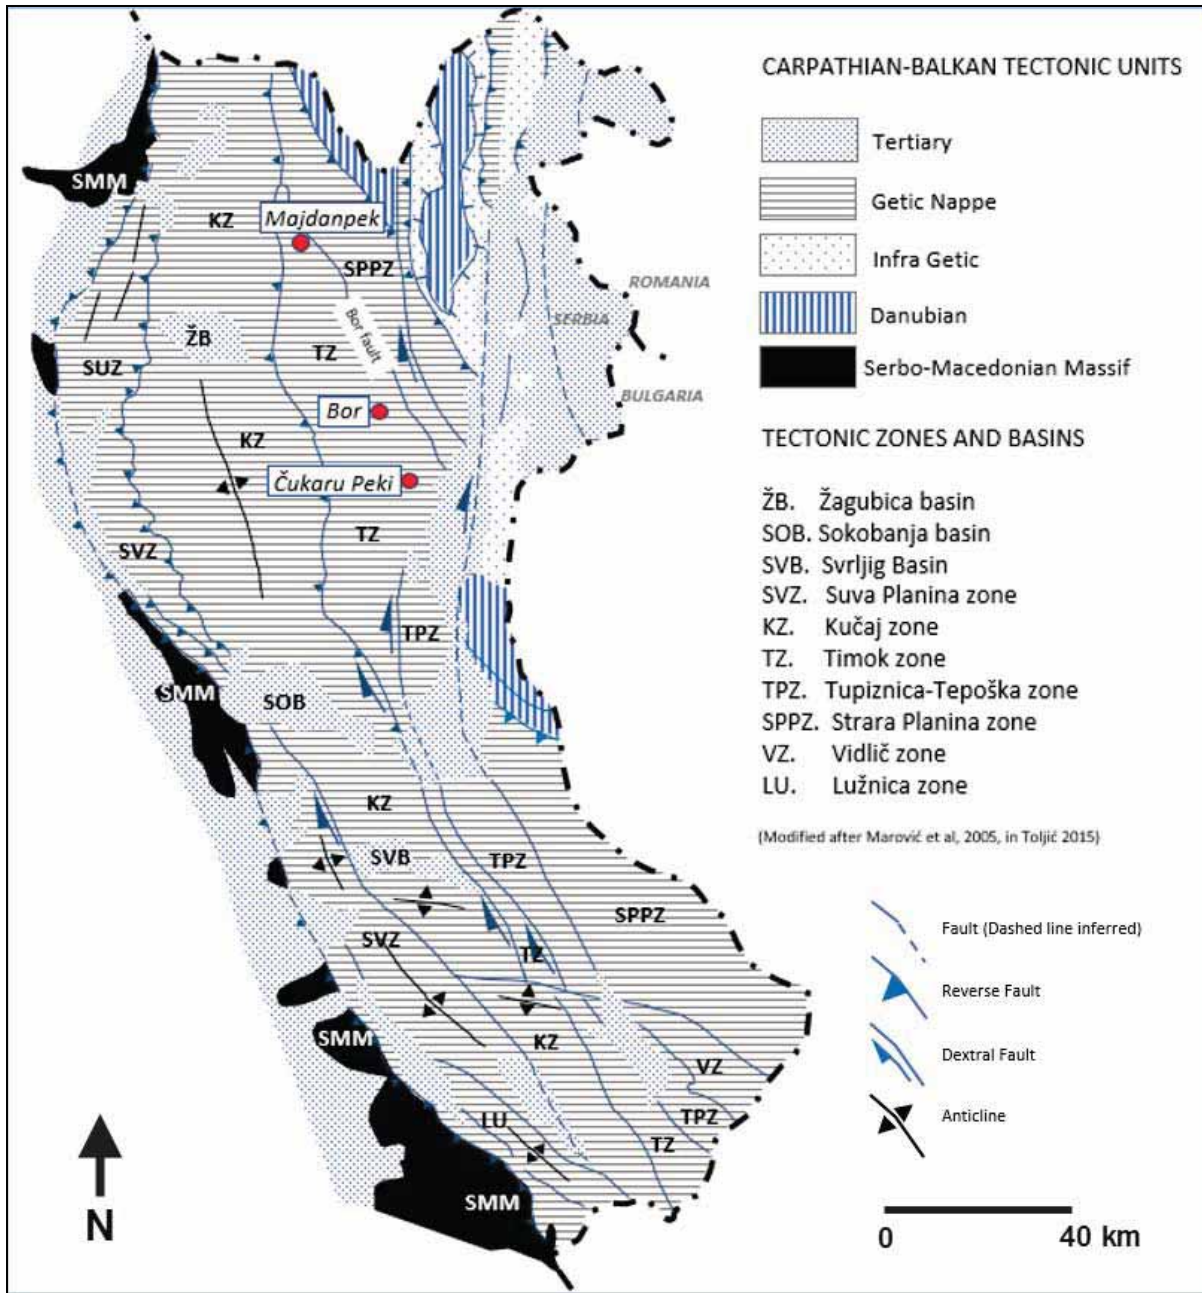 CARPATHIAN-BALKAN TECTONIC UNITS
Tertiary
Getic Nappe
Infra Getic
Danubian
Serbo-Macedonian Massif
TECTONIC ZONES AND BASINS
ŽB. Žagubica basin
SOB. Sokobanja basin
SVB. Svrljig Basin
SVZ. Suva Planina zone
KZ. Kučaj zone
TZ. Timok zone
TPZ. Tupiznica-Tepoška zone
SPPZ. Strara Planina zone
VZ. Vidlič zone
LU. Lužnica zone
(Modified after Marović et al, 2005, in Toljić 2015)
Fault (Dashed line inferred)
Reverse Fault
Dextral Fault
Anticline
0 40 km
N
SMM
KZ
Majdanpek
SPPZ
ROMANIA
SERBIA
BULGARIA
Bor fault
ŽB
TZ
SUZ
Bor
KZ
Čukaru Peki
TZ
SVZ
TPZ
SMM
SOB
KZ
SVB
TPZ
SPPZ
SVZ
TZ
SMM
KZ
VZ
LU
TPZ
TZ
SMM